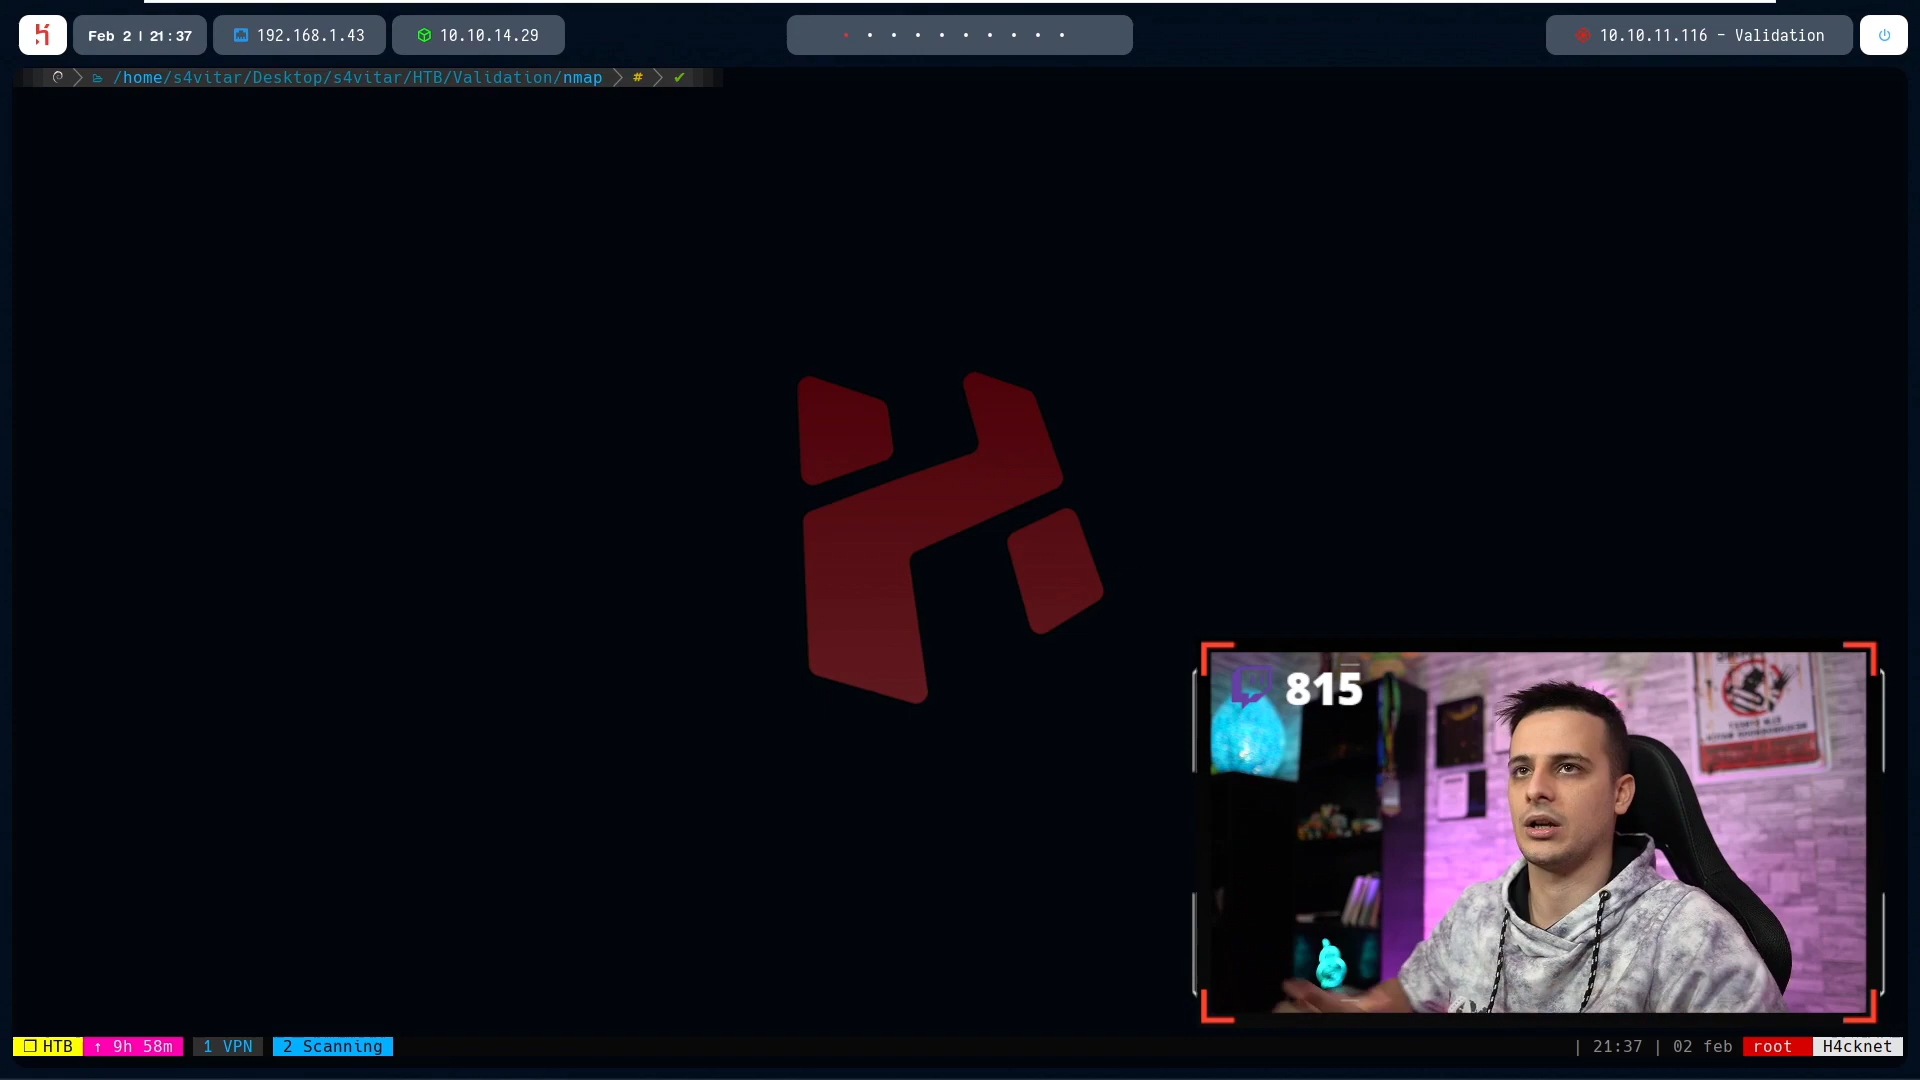 Feb 2 | 21:37
192.168.1.43
10.10.14.29
10.10.11.116 - Validation
/home/s4vitar/Desktop/s4vitar/HTB/Validation/nmap # ✔
815
HTB ↑ 9h 58m 1 VPN 2 Scanning
| 21:37 | 02 feb root H4cknet